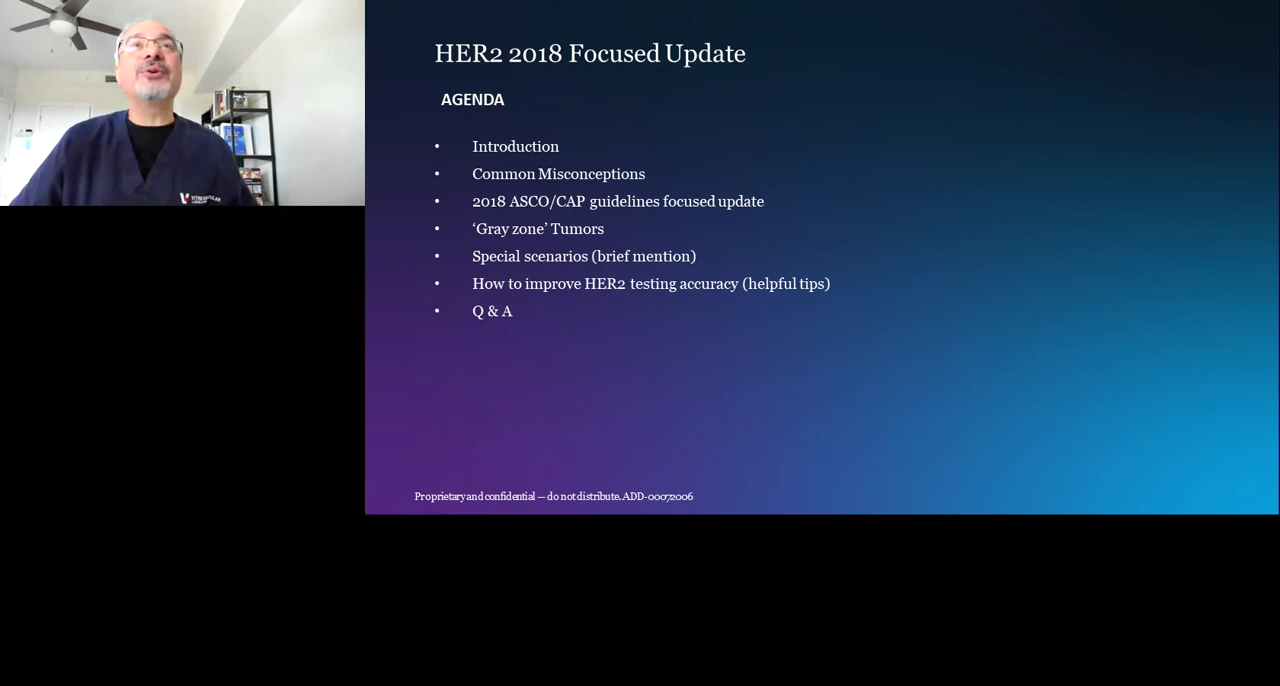 HER2 2018 Focused Update
AGENDA
• Introduction
• Common Misconceptions
• 2018 ASCO/CAP guidelines focused update
• ‘Gray zone’ Tumors
• Special scenarios (brief mention)
• How to improve HER2 testing accuracy (helpful tips)
• Q & A
Proprietary and confidential — do not distribute. ADD-00072006